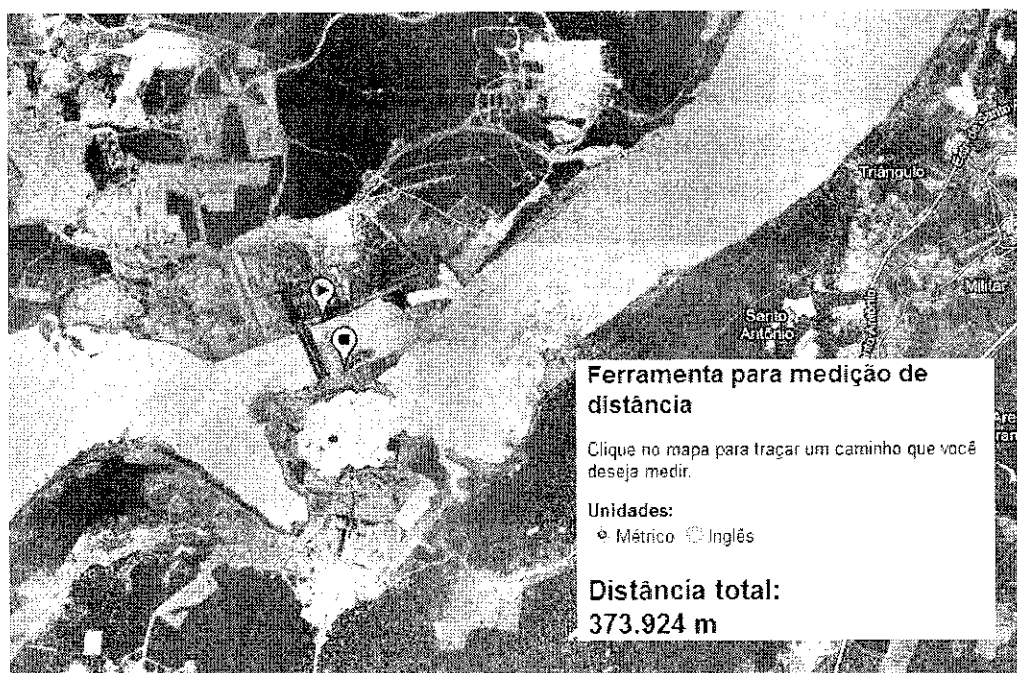 Triângulo
Militar
Santo
Antônio
Ferramenta para medição de
distância
Clique no mapa para traçar um caminho que você
deseja medir.
Unidades:
Métrico Inglês
Distância total:
373.924 m